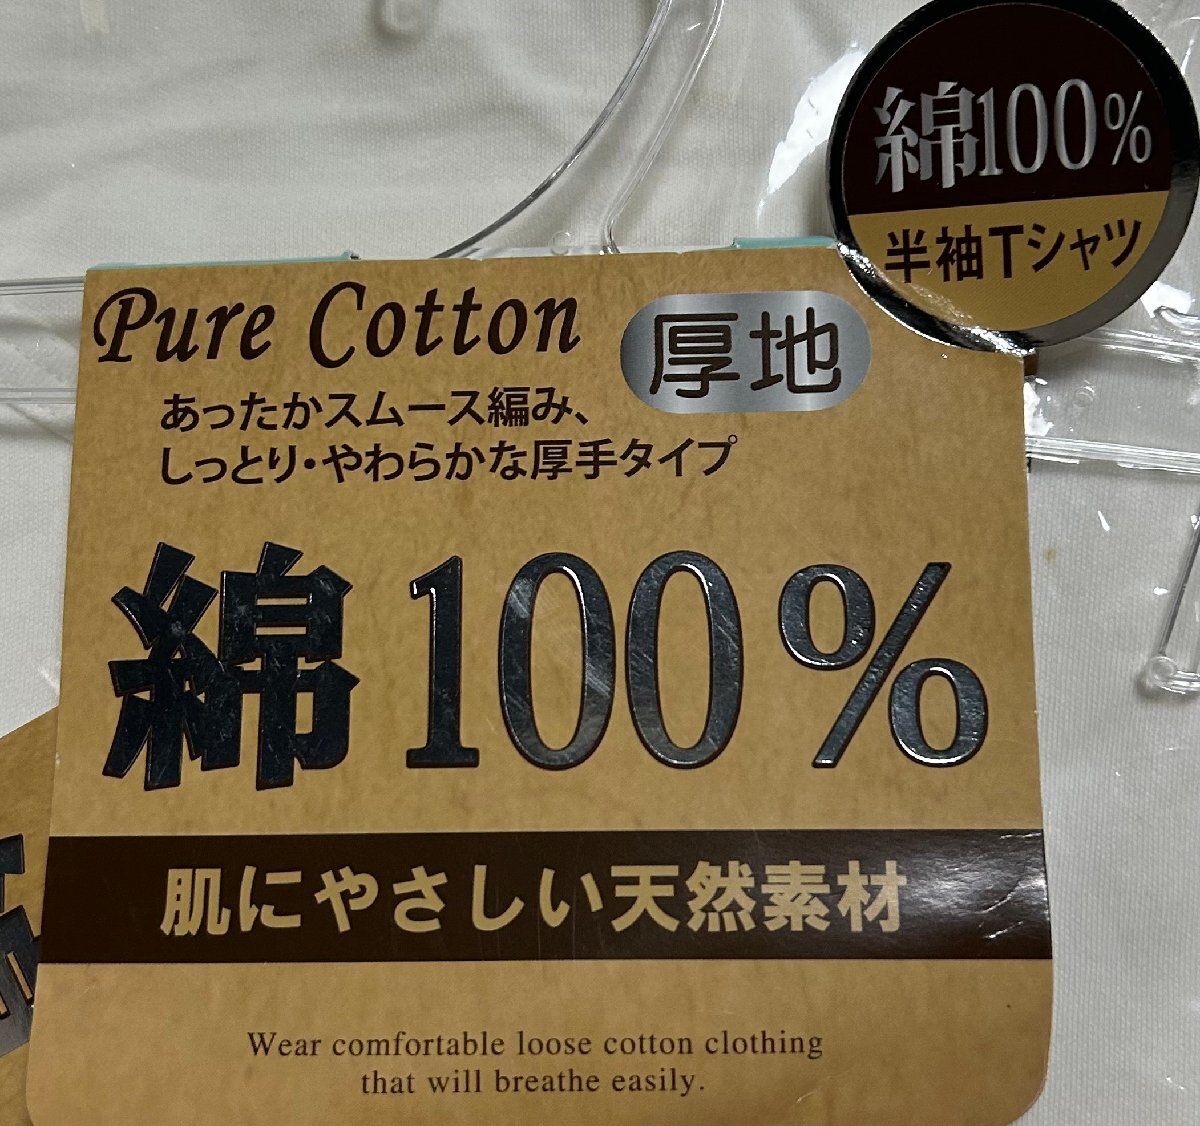 綿100%
半袖Tシャツ
Pure Cotton
厚地
あったかスムース編み、
しっとり・やわらかな厚手タイプ
綿100%
肌にやさしい天然素材
Wear comfortable loose cotton clothing
that will breathe easily.